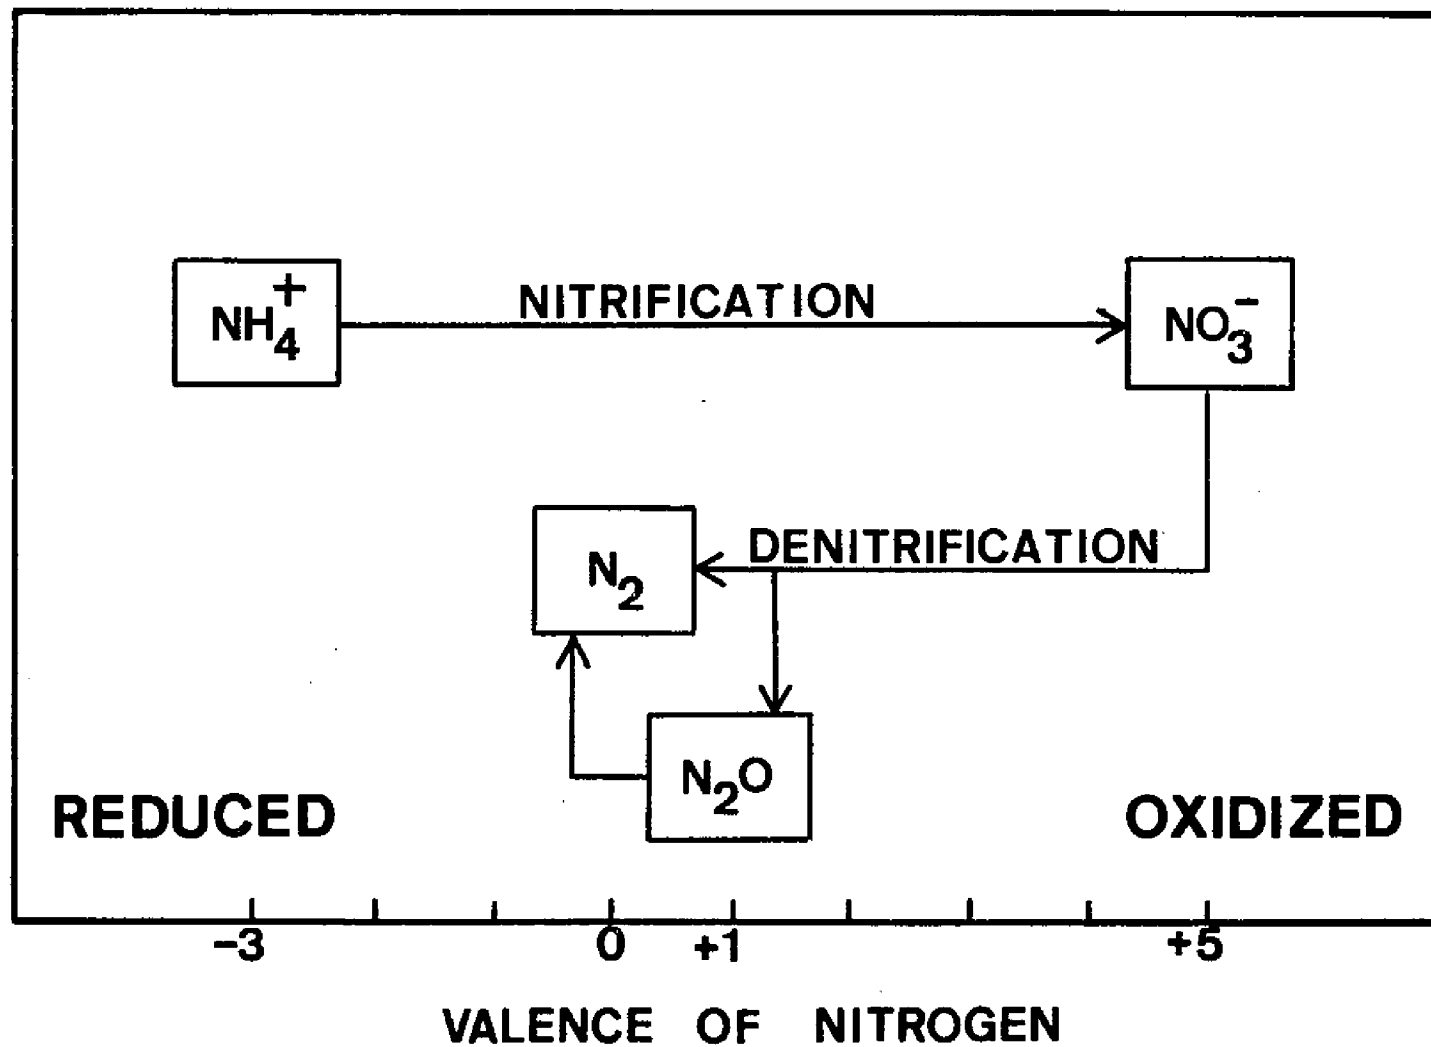 NITRIFICATION
NH4+
NO3-
DENITRIFICATION
N2
N2O
REDUCED
OXIDIZED
-3 0 +1 +5
VALENCE OF NITROGEN